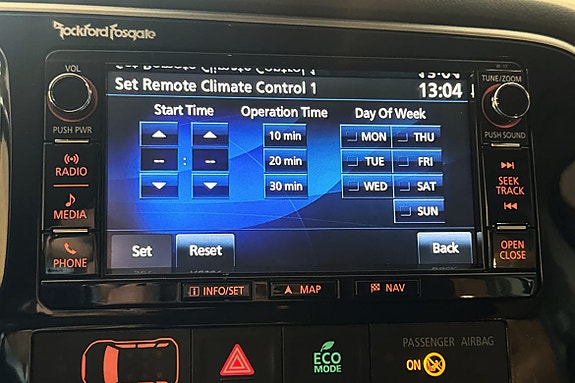 Rockford Fosgate
VOL
PUSH PWR
RADIO
MEDIA
PHONE
Set Remote Climate Control 1
13:04
Start Time
Operation Time
Day Of Week
-- : --
10 min
20 min
30 min
MON
THU
TUE
FRI
WED
SAT
SUN
Set
Reset
Back
TUNE/ZOOM
PUSH SOUND
SEEK
TRACK
OPEN
CLOSE
INFO/SET
MAP
NAV
ECO
MODE
PASSENGER AIRBAG
ON